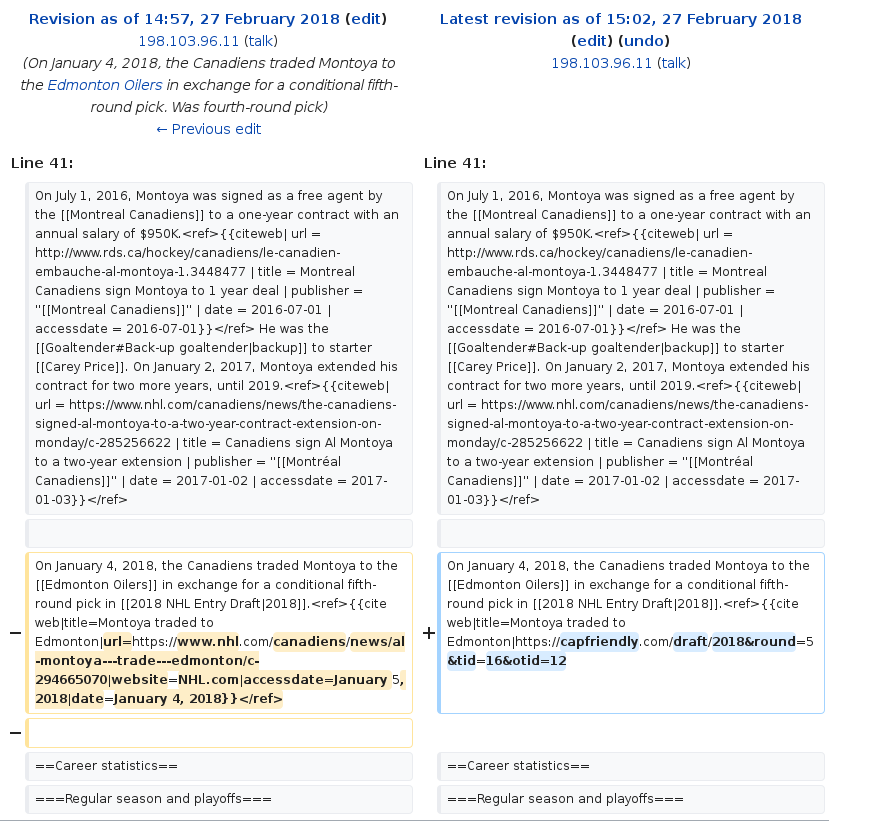 Revision as of 14:57, 27 February 2018 (edit)
198.103.96.11 (talk)
(On January 4, 2018, the Canadiens traded Montoya to
the Edmonton Oilers in exchange for a conditional fifth-
round pick. Was fourth-round pick)
← Previous edit
Latest revision as of 15:02, 27 February 2018
(edit) (undo)
198.103.96.11 (talk)
Line 41:
Line 41:
On July 1, 2016, Montoya was signed as a free agent by
the [[Montreal Canadiens]] to a one-year contract with an
annual salary of $950K.<ref>{{citeweb| url =
http://www.rds.ca/hockey/canadiens/le-canadien-
embauche-al-montoya-1.3448477 | title = Montreal
Canadiens sign Montoya to 1 year deal | publisher =
''[[Montreal Canadiens]]'' | date = 2016-07-01 |
accessdate = 2016-07-01}}</ref> He was the
[[Goaltender#Back-up goaltender|backup]] to starter
[[Carey Price]]. On January 2, 2017, Montoya extended his
contract for two more years, until 2019.<ref>{{citeweb|
url = https://www.nhl.com/canadiens/news/the-canadiens-
signed-al-montoya-to-a-two-year-contract-extension-on-
monday/c-285256622 | title = Canadiens sign Al Montoya
to a two-year extension | publisher = ''[[Montréal
Canadiens]]'' | date = 2017-01-02 | accessdate = 2017-
01-03}}</ref>
On July 1, 2016, Montoya was signed as a free agent by
the [[Montreal Canadiens]] to a one-year contract with an
annual salary of $950K.<ref>{{citeweb| url =
http://www.rds.ca/hockey/canadiens/le-canadien-
embauche-al-montoya-1.3448477 | title = Montreal
Canadiens sign Montoya to 1 year deal | publisher =
''[[Montreal Canadiens]]'' | date = 2016-07-01 |
accessdate = 2016-07-01}}</ref> He was the
[[Goaltender#Back-up goaltender|backup]] to starter
[[Carey Price]]. On January 2, 2017, Montoya extended his
contract for two more years, until 2019.<ref>{{citeweb|
url = https://www.nhl.com/canadiens/news/the-canadiens-
signed-al-montoya-to-a-two-year-contract-extension-on-
monday/c-285256622 | title = Canadiens sign Al Montoya
to a two-year extension | publisher = ''[[Montréal
Canadiens]]'' | date = 2017-01-02 | accessdate = 2017-
01-03}}</ref>
On January 4, 2018, the Canadiens traded Montoya to the
[[Edmonton Oilers]] in exchange for a conditional fifth-
round pick in [[2018 NHL Entry Draft|2018]].<ref>{{cite
web|title=Montoya traded to
− Edmonton|url=https://www.nhl.com/canadiens/news/al
-montoya---trade---edmonton/c-
294665070|website=NHL.com|accessdate=January 5,
2018|date=January 4, 2018}}</ref>
On January 4, 2018, the Canadiens traded Montoya to the
[[Edmonton Oilers]] in exchange for a conditional fifth-
round pick in [[2018 NHL Entry Draft|2018]].<ref>{{cite
web|title=Montoya traded to
+ Edmonton|https://capfriendly.com/draft/2018&round=5
&tid=16&otid=12
−
==Career statistics==
==Career statistics==
===Regular season and playoffs===
===Regular season and playoffs===